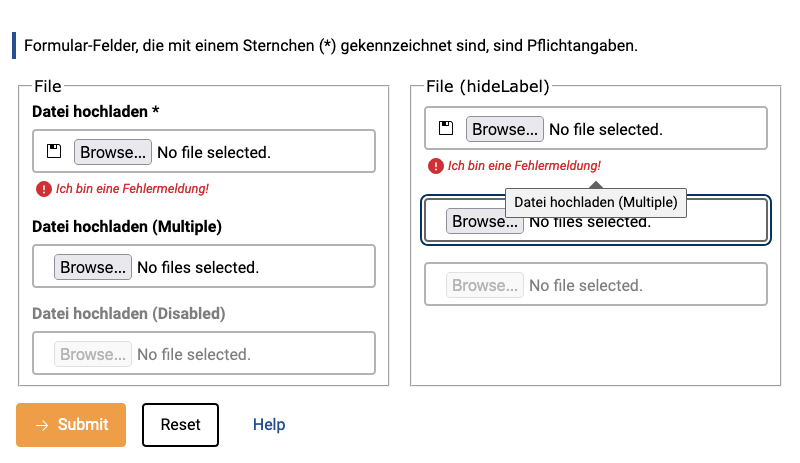 Formular-Felder, die mit einem Sternchen (*) gekennzeichnet sind, sind Pflichtangaben.
File
Datei hochladen *
Browse... No file selected.
Ich bin eine Fehlermeldung!
Datei hochladen (Multiple)
Browse... No files selected.
Datei hochladen (Disabled)
Browse... No file selected.
File (hideLabel)
Browse... No file selected.
Ich bin eine Fehlermeldung!
Datei hochladen (Multiple)
Browse... No files selected.
Browse... No file selected.
Submit
Reset
Help